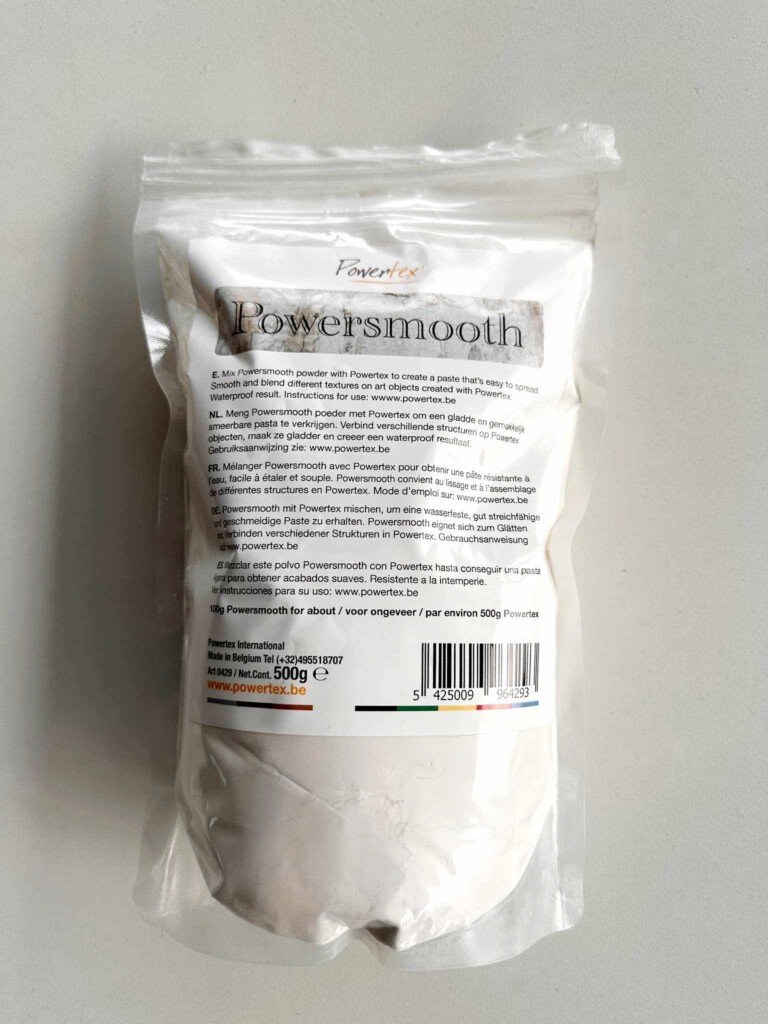 Powertex
Powersmooth
E. Mix Powersmooth powder with Powertex to create a paste that's easy to spread.
Smooth and blend different textures on art objects created with Powertex.
Waterproof result. Instructions for use: wwww.powertex.be
NL. Meng Powersmooth poeder met Powertex om een gladde en gemakkelijk
smeerbare pasta te verkrijgen. Verbind verschillende structuren op Powertex
objecten, maak ze gladder en creeer een waterproof resultaat.
Gebruiksaanwijzing zie: www.powertex.be
FR. Mélanger Powersmooth avec Powertex pour obtenir une pâte résistante à
l'eau, facile à étaler et souple. Powersmooth convient au lissage et à l'assemblage
de différentes structures en Powertex. Mode d'emploi sur: www.powertex.be
DE. Powersmooth mit Powertex mischen, um eine wasserfeste, gut streichfähige
und geschmeidige Paste zu erhalten. Powersmooth eignet sich zum Glätten
Verbinden verschiedener Strukturen in Powertex. Gebrauchsanweisung
www.powertex.be
ES Mezclar este polvo Powersmooth con Powertex hasta conseguir una pasta
para obtener acabados suaves. Resistente a la intemperie.
Ver instrucciones para su uso: www.powertex.be
100g Powersmooth for about / voor ongeveer / par environ 500g Powertex
Powertex International
Made in Belgium Tel (+32)495518707
Art 0429 / Net.Cont. 500g ℮
www.powertex.be
5 425009 964293